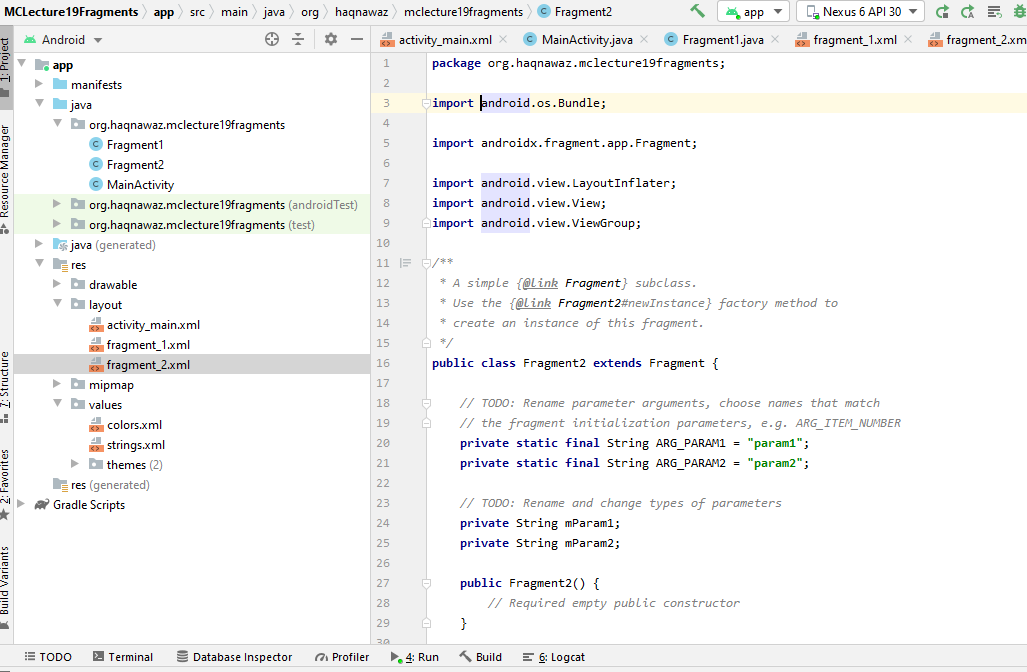 MCLecture19Fragments app src main java org haqnawaz mclecture19fragments Fragment2 app Nexus 6 API 30
Android activity_main.xml MainActivity.java Fragment1.java fragment_1.xml fragment_2.xm
1: Project
Resource Manager
7: Structure
2: Favorites
Build Variants
app
manifests
java
org.haqnawaz.mclecture19fragments
Fragment1
Fragment2
MainActivity
org.haqnawaz.mclecture19fragments (androidTest)
org.haqnawaz.mclecture19fragments (test)
java (generated)
res
drawable
layout
activity_main.xml
fragment_1.xml
fragment_2.xml
mipmap
values
colors.xml
strings.xml
themes (2)
res (generated)
Gradle Scripts
1 package org.haqnawaz.mclecture19fragments;
2
3 import android.os.Bundle;
4
5 import androidx.fragment.app.Fragment;
6
7 import android.view.LayoutInflater;
8 import android.view.View;
9 import android.view.ViewGroup;
10
11 /**
12 * A simple {@link Fragment} subclass.
13 * Use the {@link Fragment2#newInstance} factory method to
14 * create an instance of this fragment.
15 */
16 public class Fragment2 extends Fragment {
17
18 // TODO: Rename parameter arguments, choose names that match
19 // the fragment initialization parameters, e.g. ARG_ITEM_NUMBER
20 private static final String ARG_PARAM1 = "param1";
21 private static final String ARG_PARAM2 = "param2";
22
23 // TODO: Rename and change types of parameters
24 private String mParam1;
25 private String mParam2;
26
27 public Fragment2() {
28 // Required empty public constructor
29 }
30
TODO Terminal Database Inspector Profiler 4: Run Build 6: Logcat